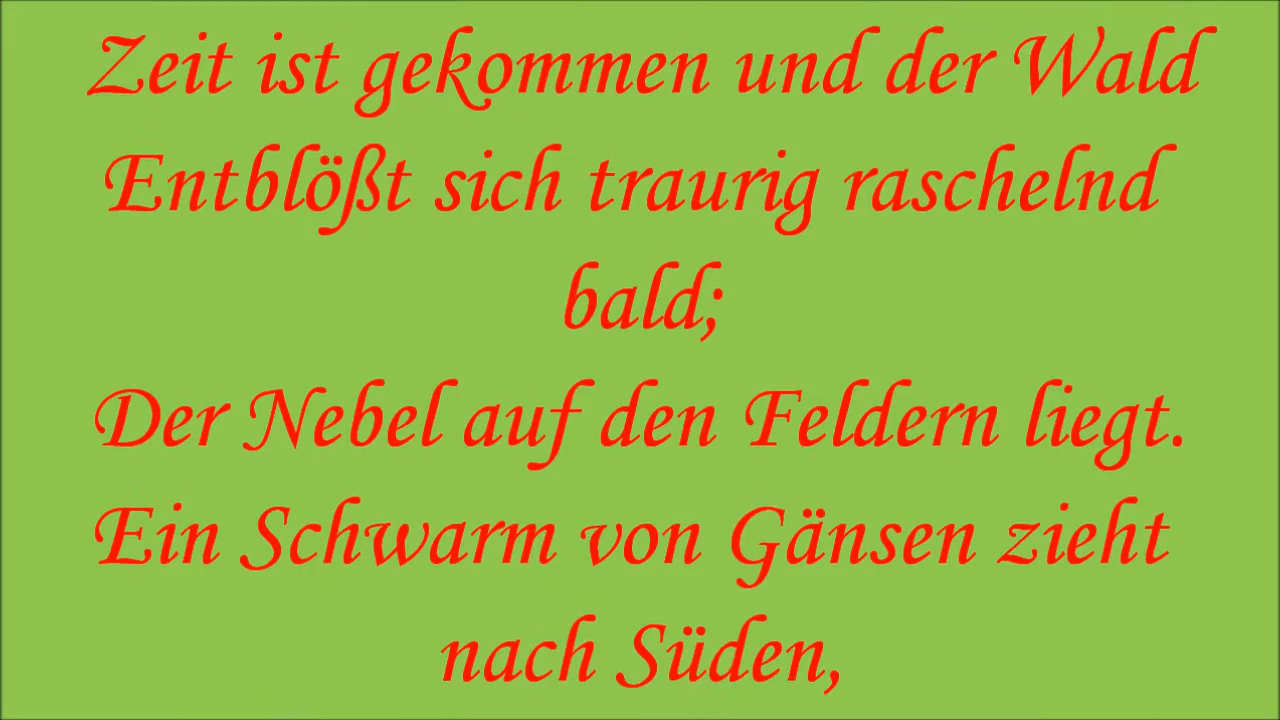 Zeit ist gekommen und der Wald
Entblößt sich traurig raschelnd
bald;
Der Nebel auf den Feldern liegt.
Ein Schwarm von Gänsen zieht
nach Süden,